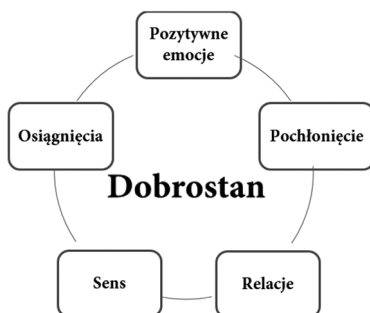 Pozytywne
emocje
Osiągnięcia
Pochłonięcie
Dobrostan
Sens
Relacje